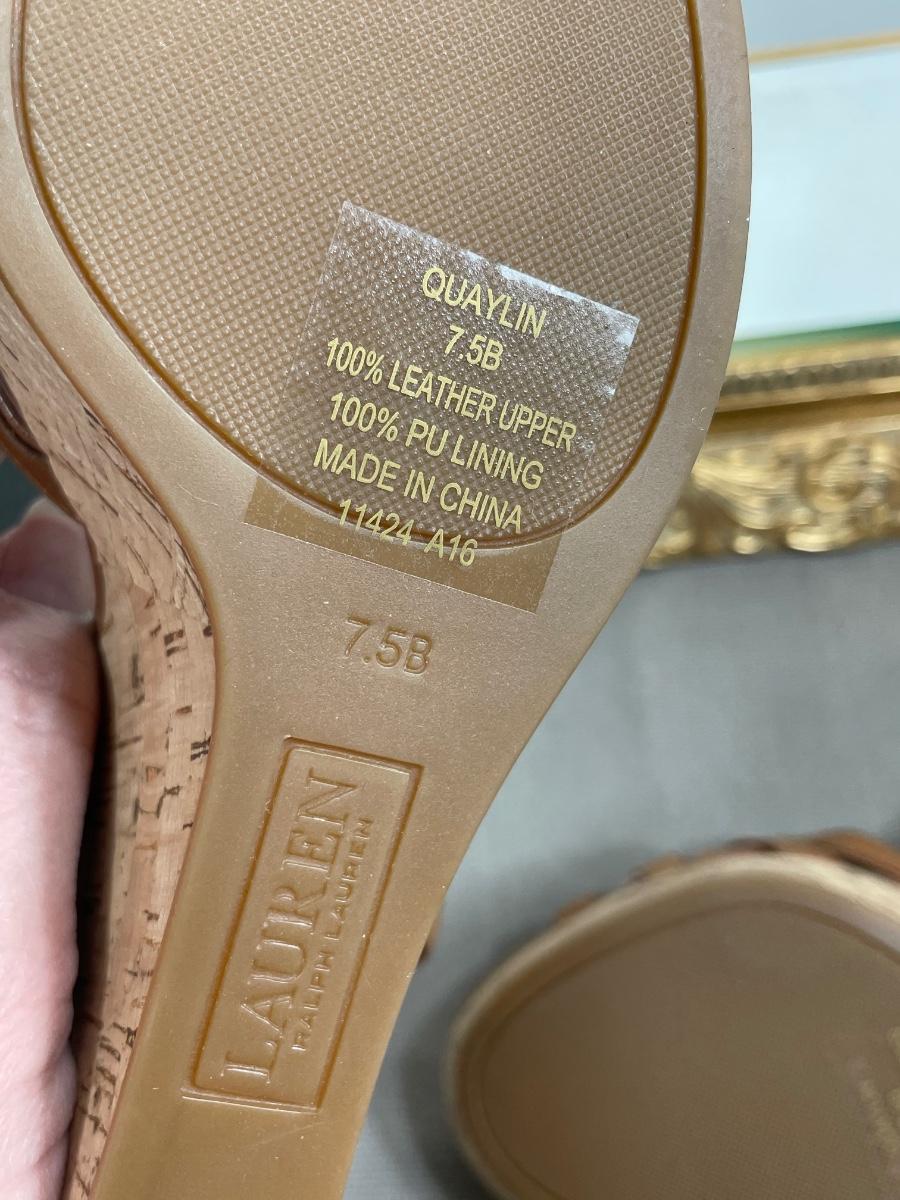 QUAYLIN
7.5B
100% LEATHER UPPER
100% PU LINING
MADE IN CHINA
11424 A16
7.5B
LAUREN
RALPH LAUREN